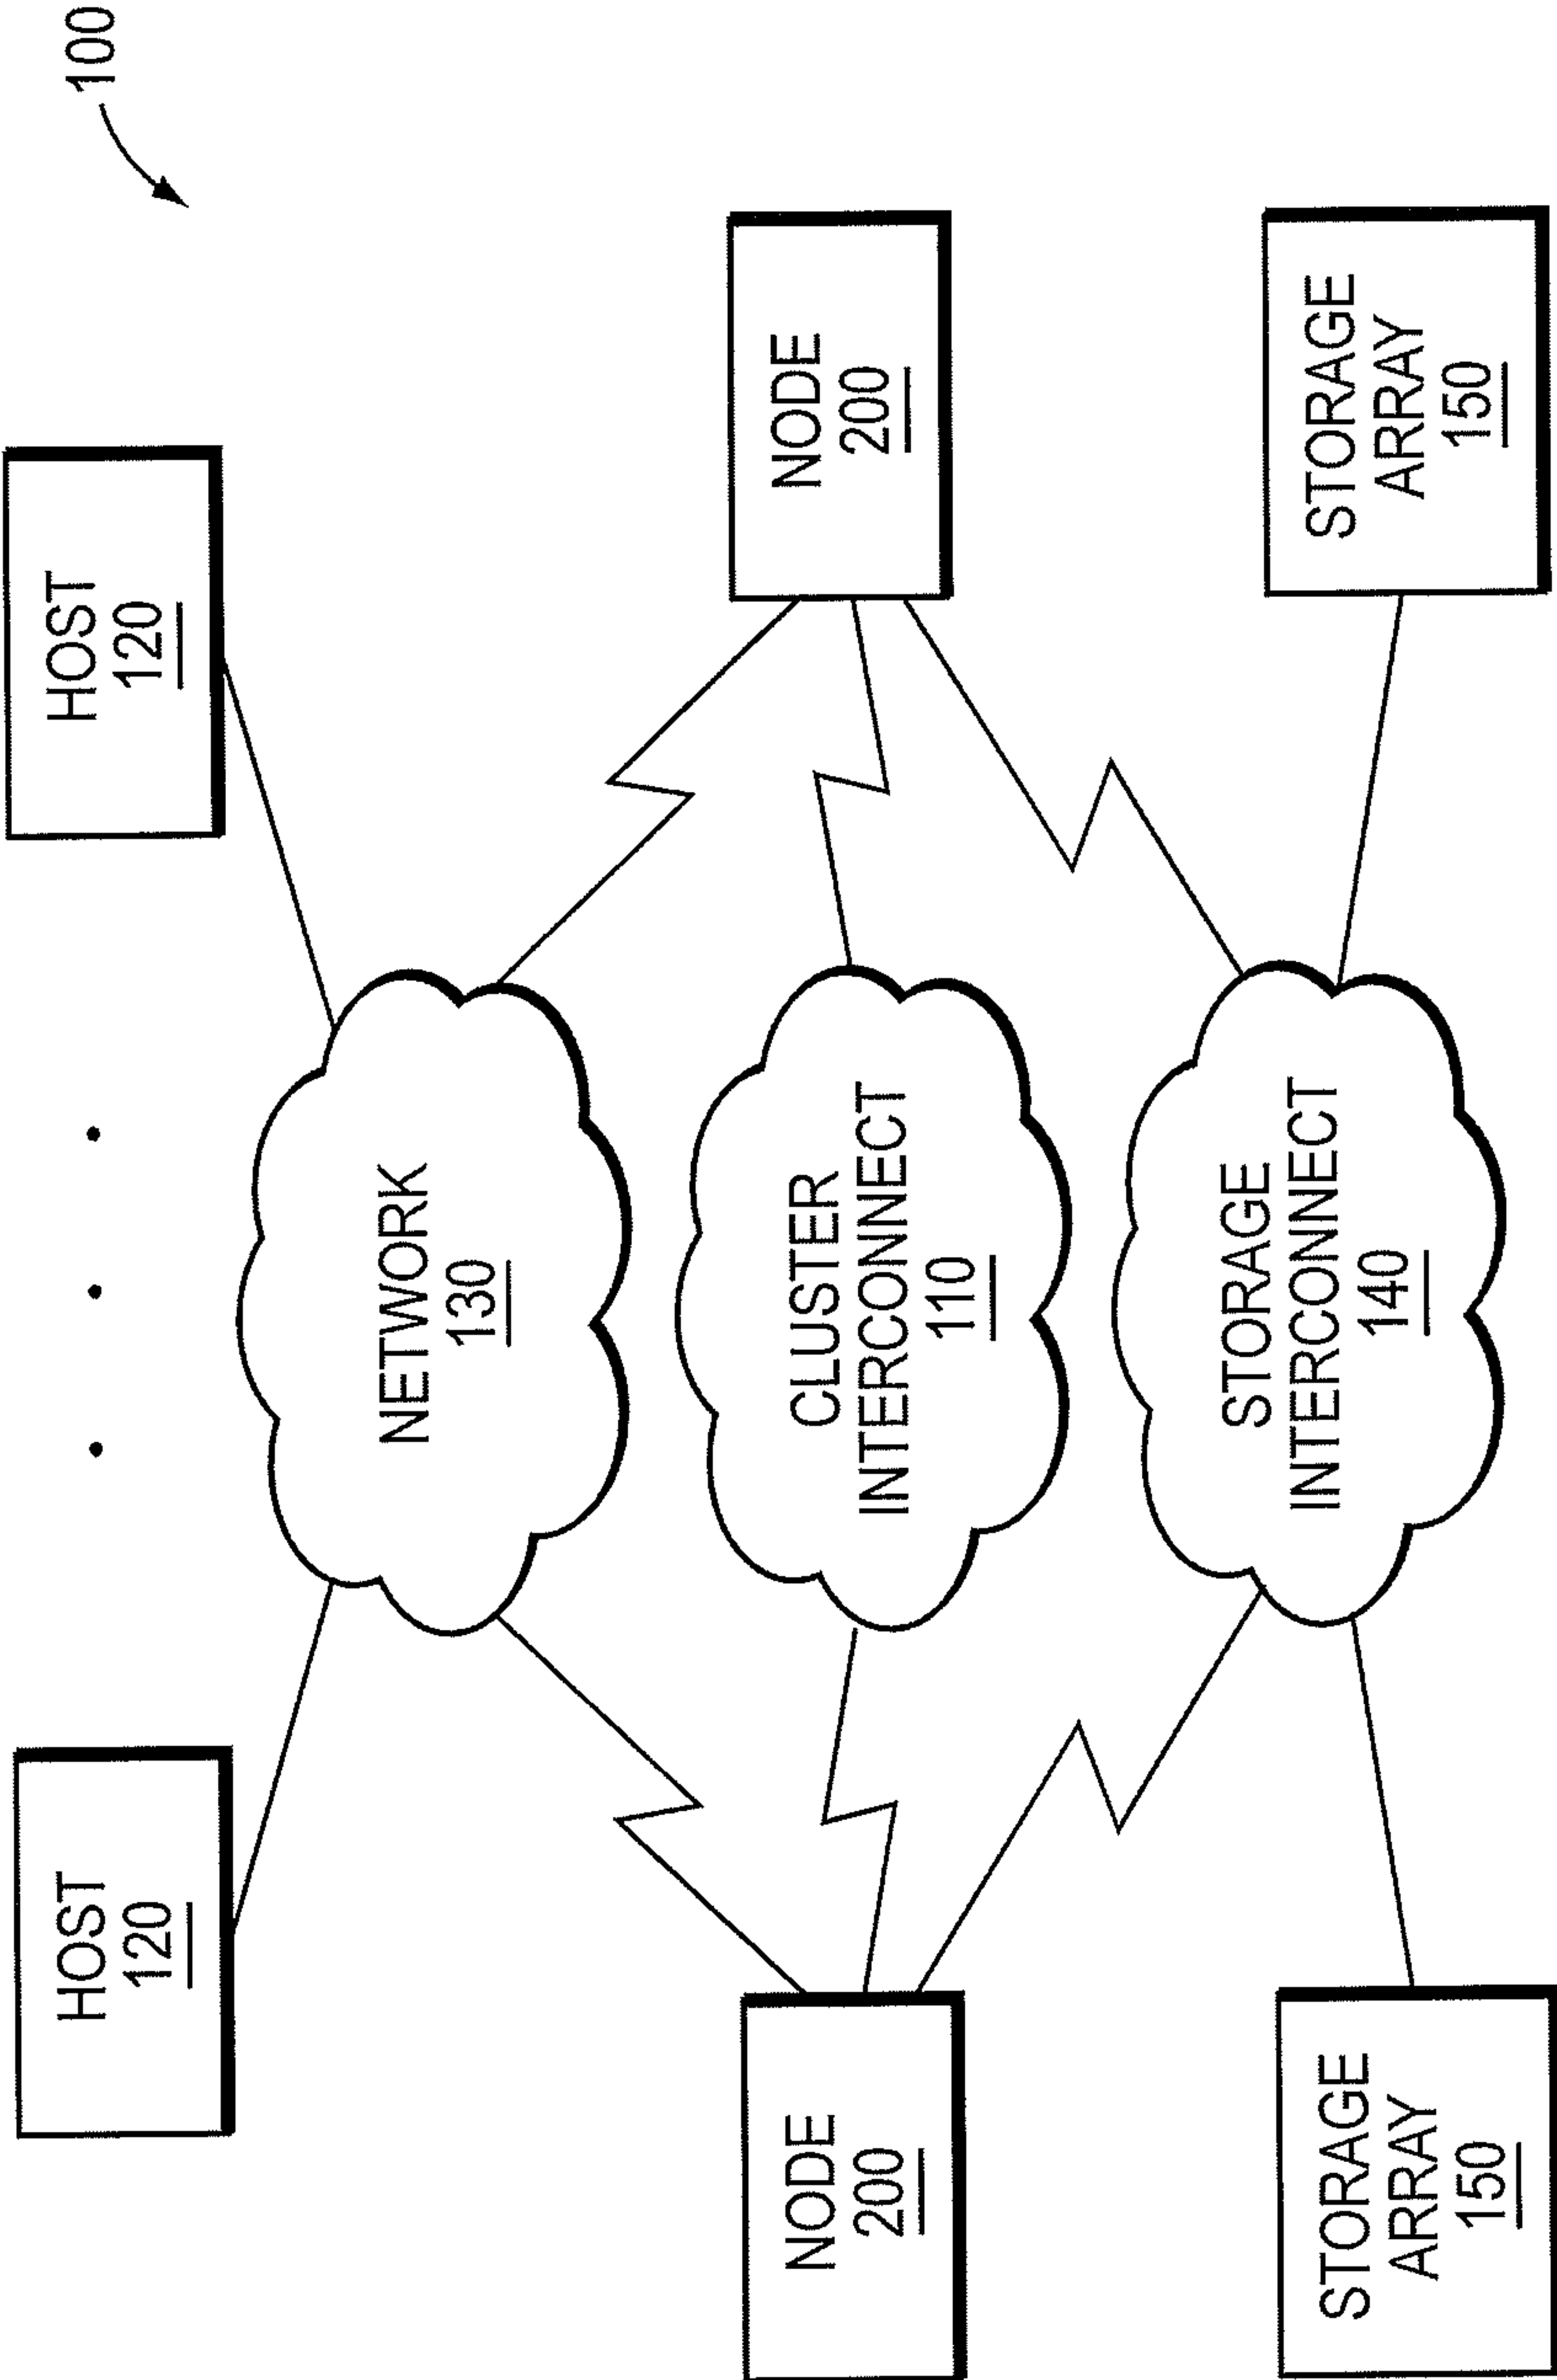 100
HOST
120
HOST
120
NETWORK
130
NODE
200
CLUSTER
INTERCONNECT
110
NODE
200
STORAGE
INTERCONNECT
140
STORAGE
ARRAY
150
STORAGE
ARRAY
150